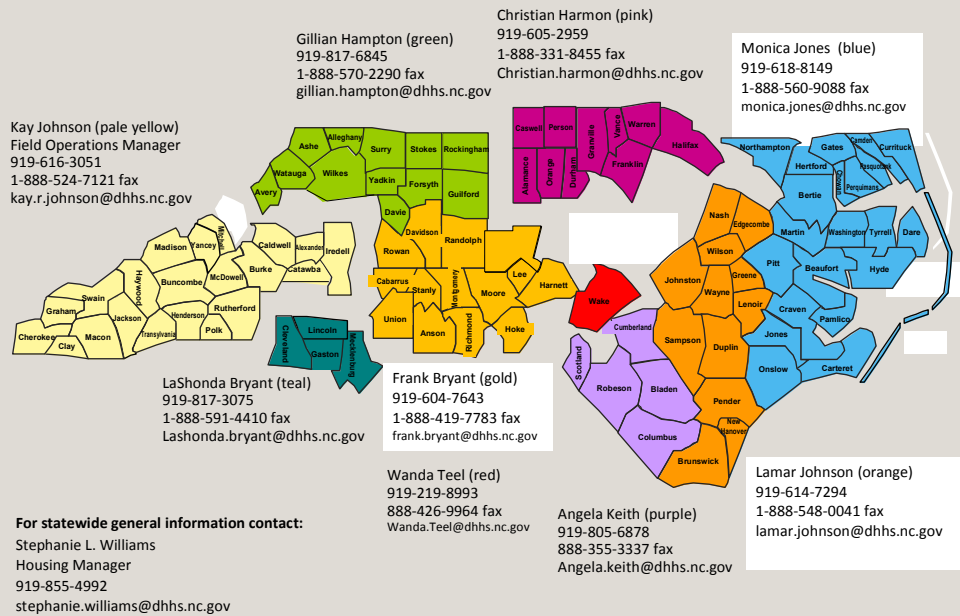 Christian Harmon (pink)
919-605-2959
1-888-331-8455 fax
Christian.harmon@dhhs.nc.gov
Gillian Hampton (green)
919-817-6845
1-888-570-2290 fax
gillian.hampton@dhhs.nc.gov
Monica Jones (blue)
919-618-8149
1-888-560-9088 fax
monica.jones@dhhs.nc.gov
Kay Johnson (pale yellow)
Field Operations Manager
919-616-3051
1-888-524-7121 fax
kay.r.johnson@dhhs.nc.gov
Ashe
Alleghany
Surry
Stokes
Rockingham
Watauga
Wilkes
Yadkin
Forsyth
Guilford
Avery
Davie
Caswell
Person
Granville
Vance
Warren
Halifax
Alamance
Orange
Durham
Franklin
Northampton
Gates
Camden
Currituck
Hertford
Pasquotank
Chowan
Perquimans
Bertie
Martin
Washington
Tyrrell
Dare
Pitt
Beaufort
Hyde
Craven
Pamlico
Jones
Onslow
Carteret
Nash
Edgecombe
Wilson
Johnston
Greene
Wayne
Lenoir
Sampson
Duplin
Pender
New
Hanover
Brunswick
Madison
Yancey
Mitchell
Caldwell
Alexander
Iredell
Haywood
Buncombe
McDowell
Burke
Catawba
Swain
Graham
Jackson
Henderson
Rutherford
Cherokee
Macon
Transylvania
Polk
Clay
Davidson
Randolph
Rowan
Cabarrus
Stanly
Montgomery
Moore
Lee
Harnett
Union
Anson
Richmond
Hoke
Wake
Cleveland
Lincoln
Gaston
Mecklenburg
Cumberland
Scotland
Robeson
Bladen
Columbus
LaShonda Bryant (teal)
919-817-3075
1-888-591-4410 fax
Lashonda.bryant@dhhs.nc.gov
Frank Bryant (gold)
919-604-7643
1-888-419-7783 fax
frank.bryant@dhhs.nc.gov
Wanda Teel (red)
919-219-8993
888-426-9964 fax
Wanda.Teel@dhhs.nc.gov
Angela Keith (purple)
919-805-6878
888-355-3337 fax
Angela.keith@dhhs.nc.gov
Lamar Johnson (orange)
919-614-7294
1-888-548-0041 fax
lamar.johnson@dhhs.nc.gov
For statewide general information contact:
Stephanie L. Williams
Housing Manager
919-855-4992
stephanie.williams@dhhs.nc.gov